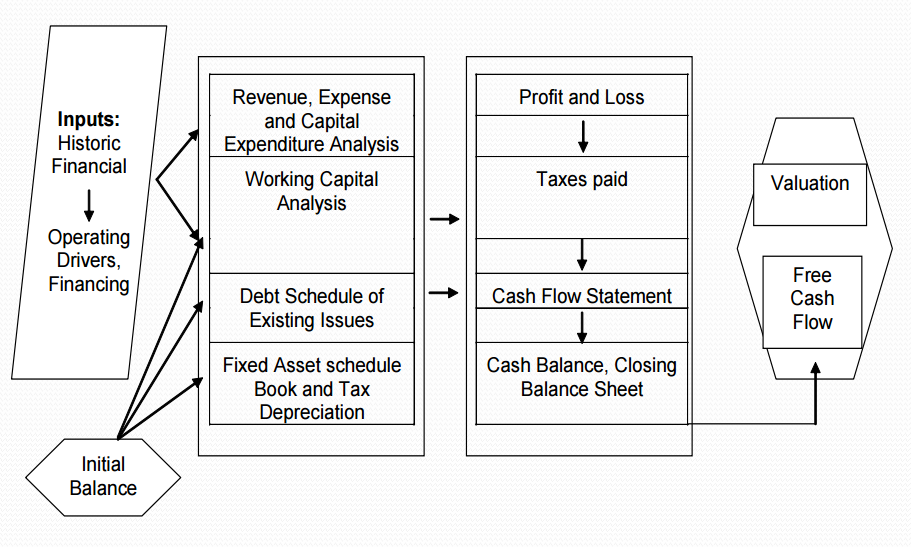 Inputs:
Historic
Financial
Operating
Drivers,
Financing
Initial
Balance
Revenue, Expense
and Capital
Expenditure Analysis
Working Capital
Analysis
Debt Schedule of
Existing Issues
Fixed Asset schedule
Book and Tax
Depreciation
Profit and Loss
Taxes paid
Cash Flow Statement
Cash Balance, Closing
Balance Sheet
Valuation
Free
Cash
Flow